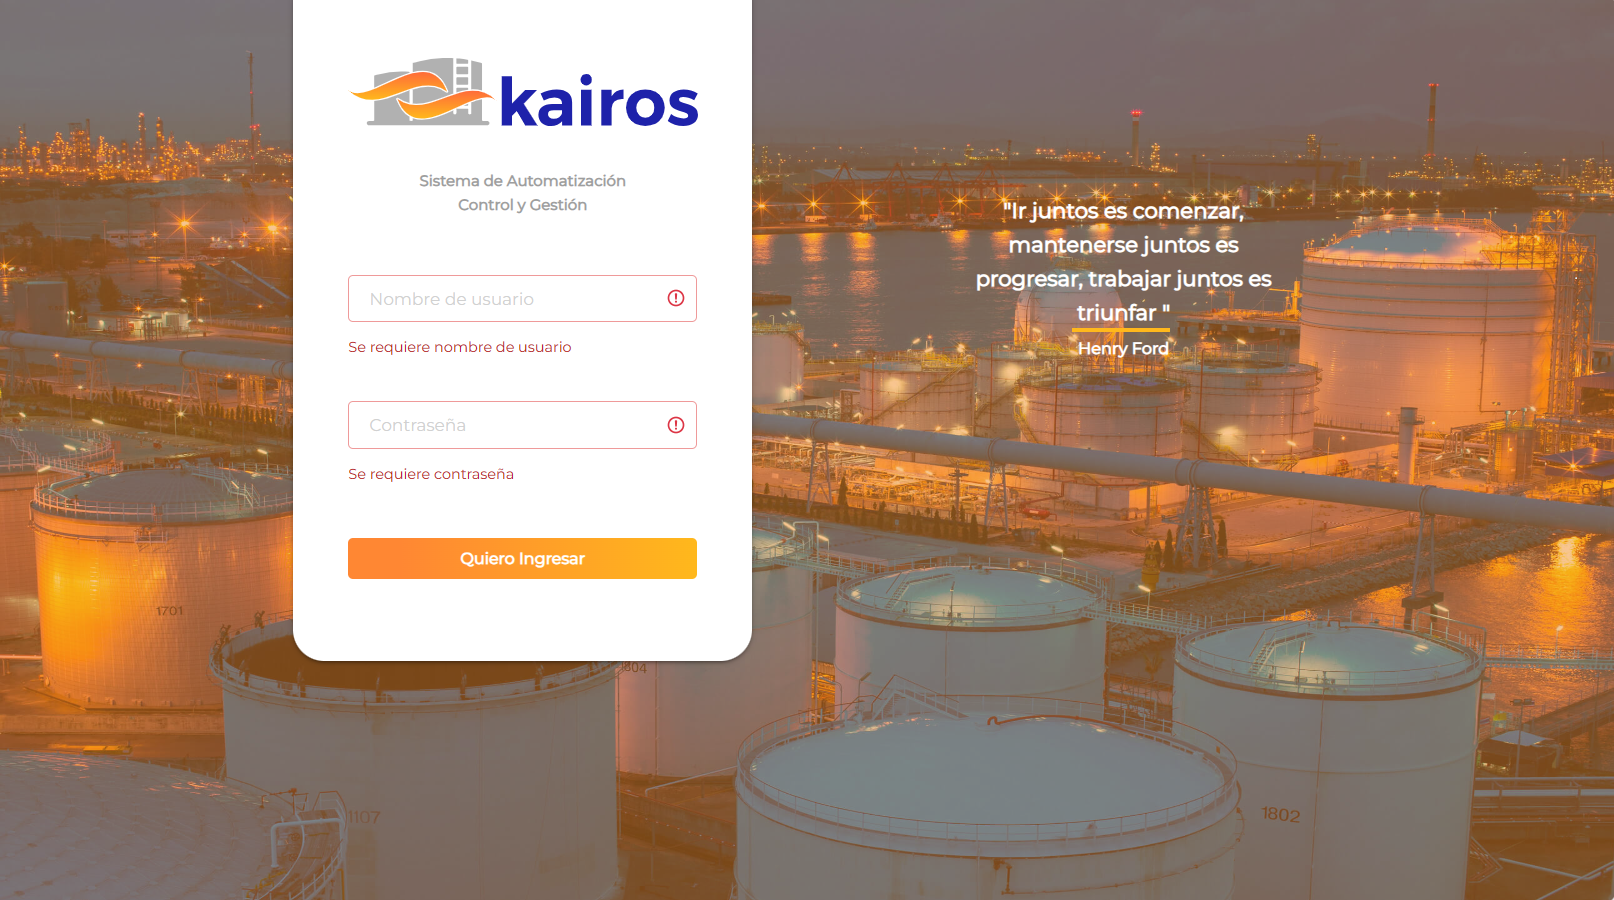 kairos
Sistema de Automatización
Control y Gestión
Nombre de usuario
Se requiere nombre de usuario
Contraseña
Se requiere contraseña
Quiero Ingresar
"Ir juntos es comenzar,
mantenerse juntos es
progresar, trabajar juntos es
triunfar "
Henry Ford
1701
1804
1107
1802